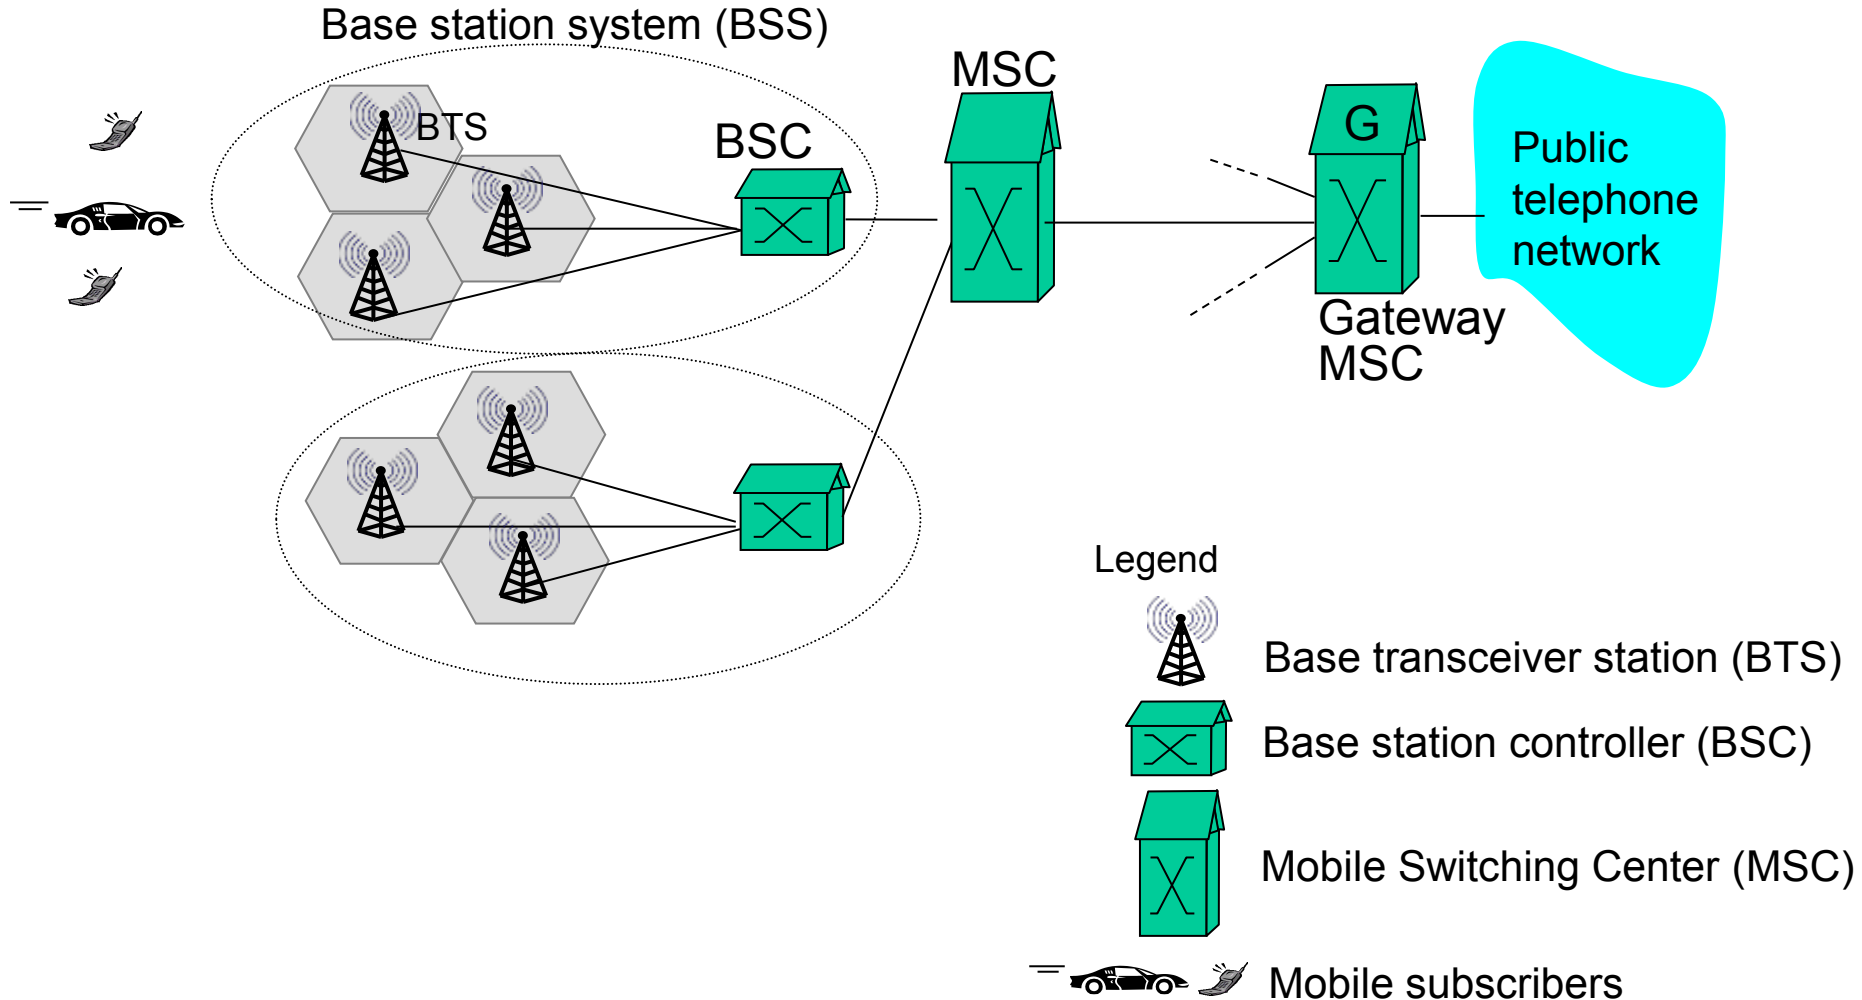 Base station system (BSS)
BTS
BSC
MSC
G
Gateway
MSC
Public
telephone
network
Legend
Base transceiver station (BTS)
Base station controller (BSC)
Mobile Switching Center (MSC)
Mobile subscribers